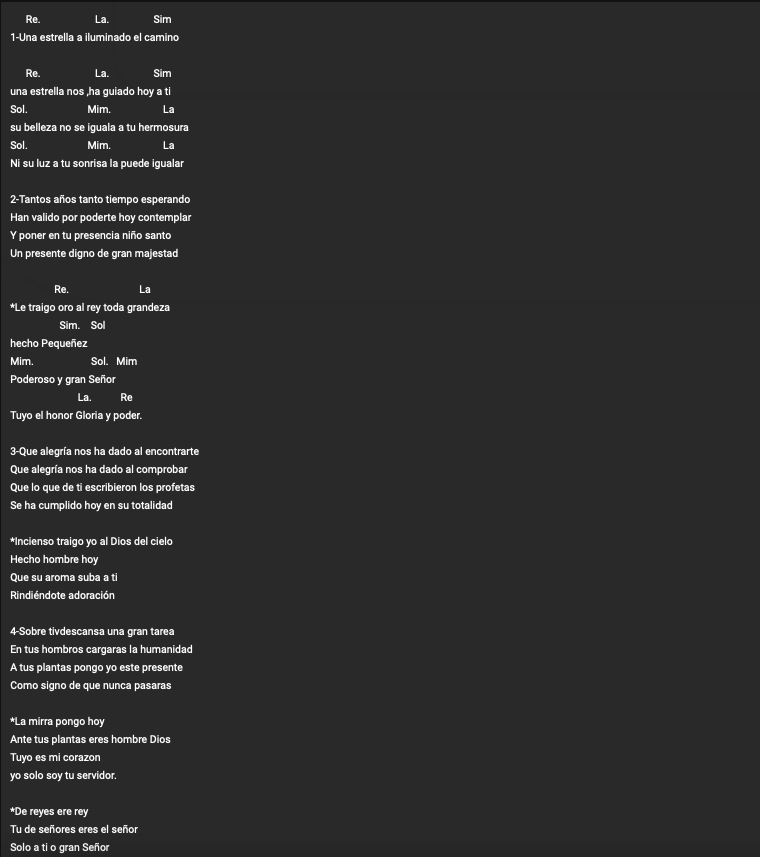 Re. La. Sim
1-Una estrella a iluminado el camino
Re. La. Sim
una estrella nos ,ha guiado hoy a ti
Sol. Mim. La
su belleza no se iguala a tu hermosura
Sol. Mim. La
Ni su luz a tu sonrisa la puede igualar
2-Tantos años tanto tiempo esperando
Han valido por poderte hoy contemplar
Y poner en tu presencia niño santo
Un presente digno de gran majestad
Re. La
*Le traigo oro al rey toda grandeza
Sim. Sol
hecho Pequeñez
Mim. Sol. Mim
Poderoso y gran Señor
La. Re
Tuyo el honor Gloria y poder.
3-Que alegría nos ha dado al encontrarte
Que alegría nos ha dado al comprobar
Que lo que de ti escribieron los profetas
Se ha cumplido hoy en su totalidad
*Incienso traigo yo al Dios del cielo
Hecho hombre hoy
Que su aroma suba a ti
Rindiéndote adoración
4-Sobre tivdescansa una gran tarea
En tus hombros cargaras la humanidad
A tus plantas pongo yo este presente
Como signo de que nunca pasaras
*La mirra pongo hoy
Ante tus plantas eres hombre Dios
Tuyo es mi corazon
yo solo soy tu servidor.
*De reyes ere rey
Tu de señores eres el señor
Solo a ti o gran Señor